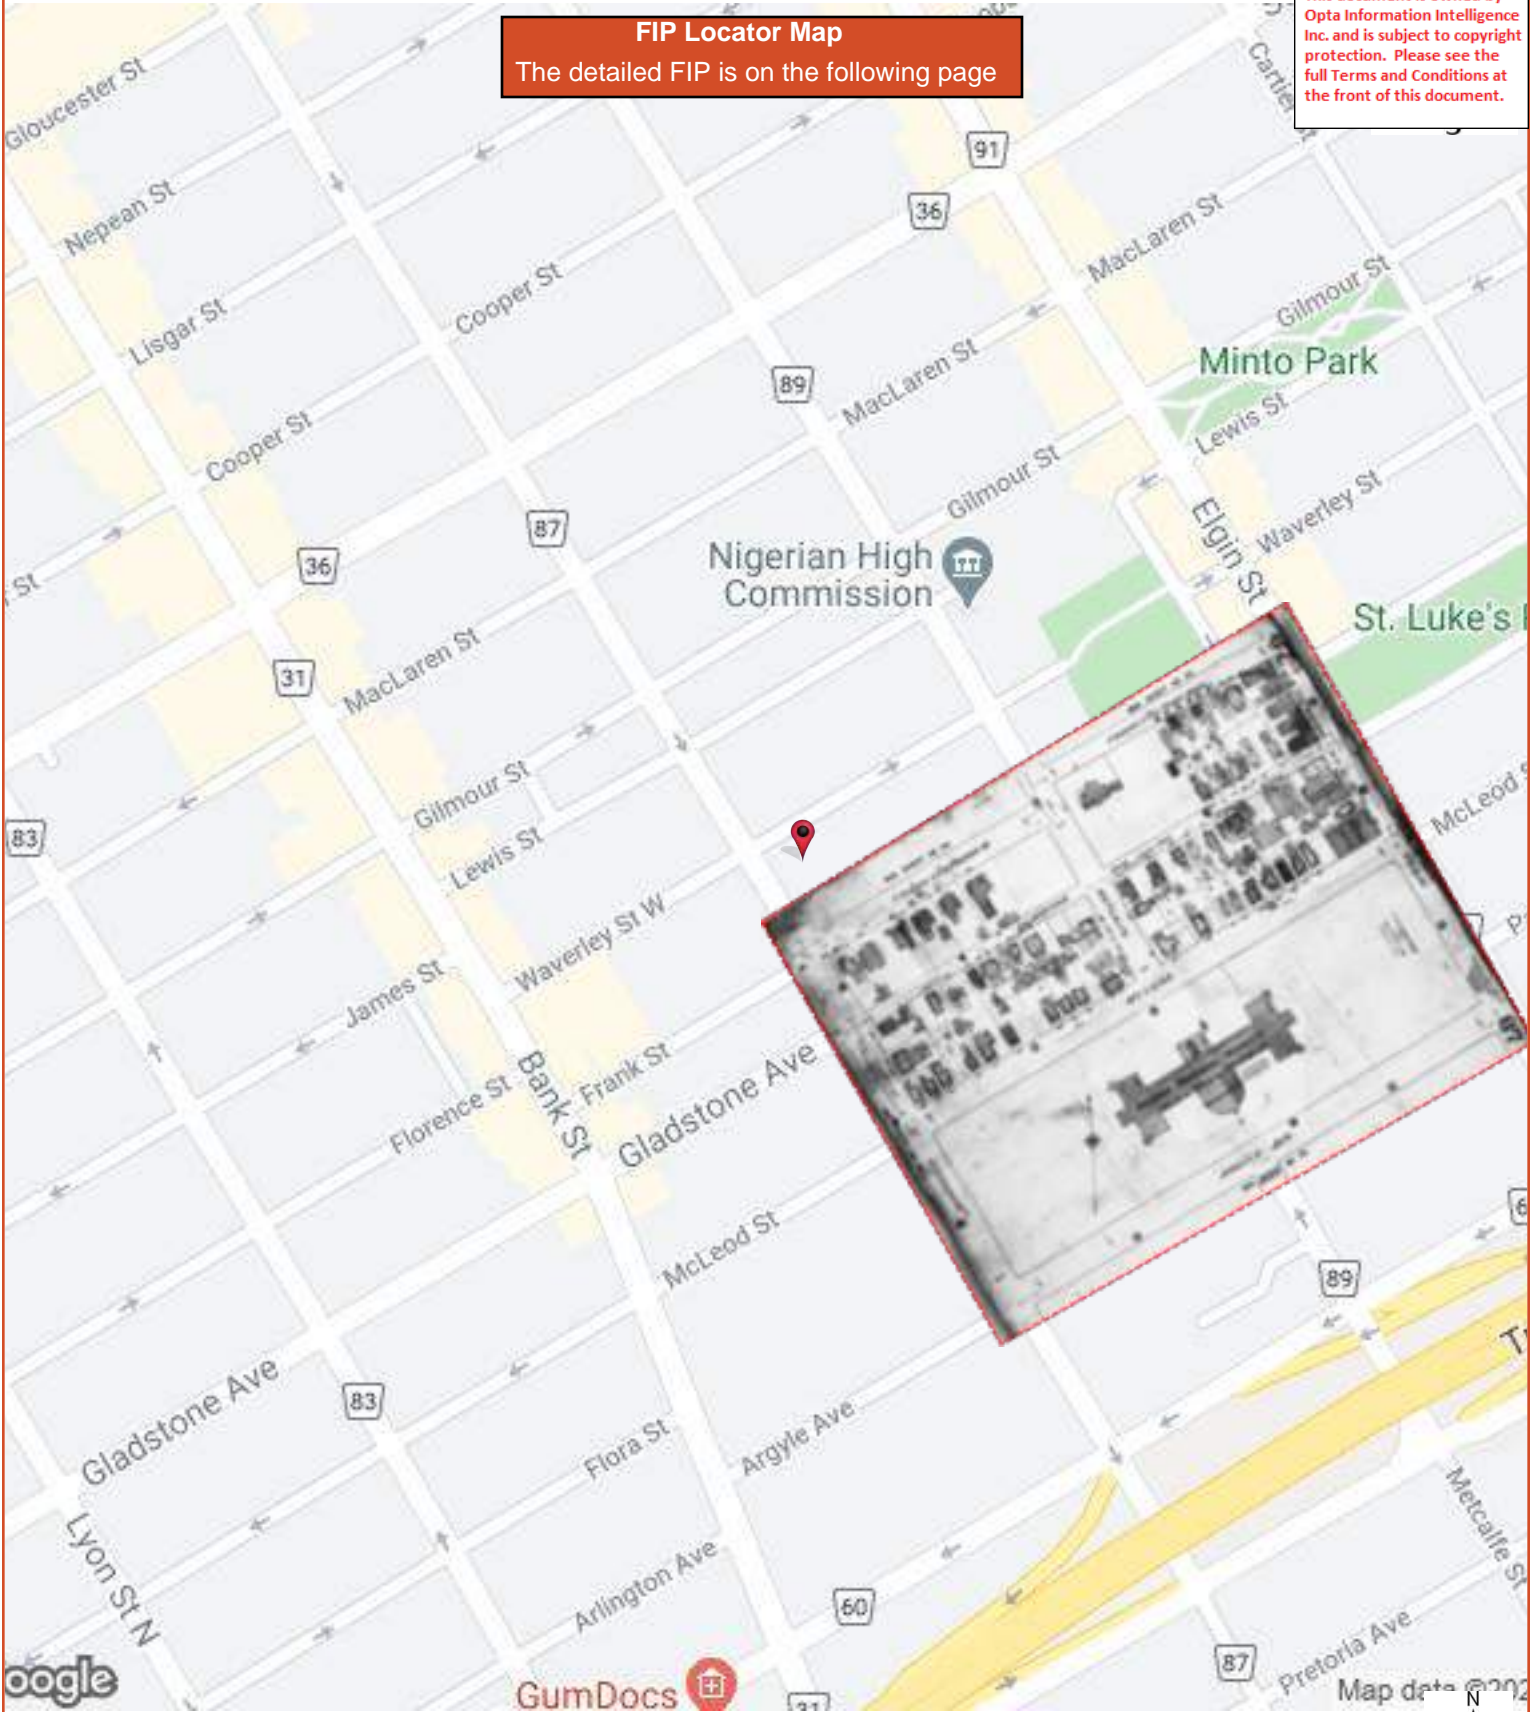 FIP Locator Map
The detailed FIP is on the following page
Opta Information Intelligence
Inc. and is subject to copyright
protection. Please see the
full Terms and Conditions at
the front of this document.
Gloucester St
Nepean St
Lisgar St
Cooper St
Cooper St
91
36
MacLaren St
Gilmour St
Minto Park
Lewis St
89
MacLaren St
Gilmour St
Waverley St
Elgin St
87
36
St
Nigerian High
Commission
St. Luke's
31
MacLaren St
McLeod
83
Gilmour St
Lewis St
Waverley St W
James St
Frank St
Gladstone Ave
Florence St
Bank St
McLeod St
89
83
Gladstone Ave
Flora St
Argyle Ave
Metcalfe St
Lyon St N
Arlington Ave
60
87
Pretoria Ave
oogle
GumDocs
31
Map data ©202
N